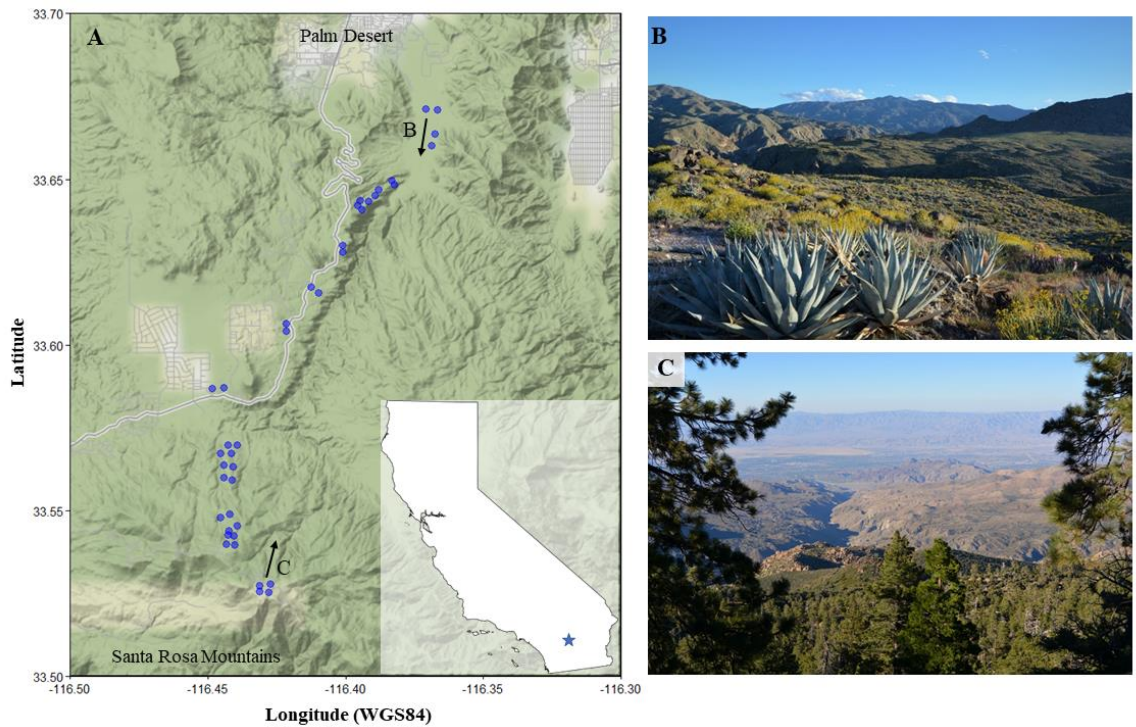 A
Palm Desert
B
C
Santa Rosa Mountains
33.70
33.65
33.60
33.55
33.50
Latitude
-116.50
-116.45
-116.40
-116.35
-116.30
Longitude (WGS84)
B
C